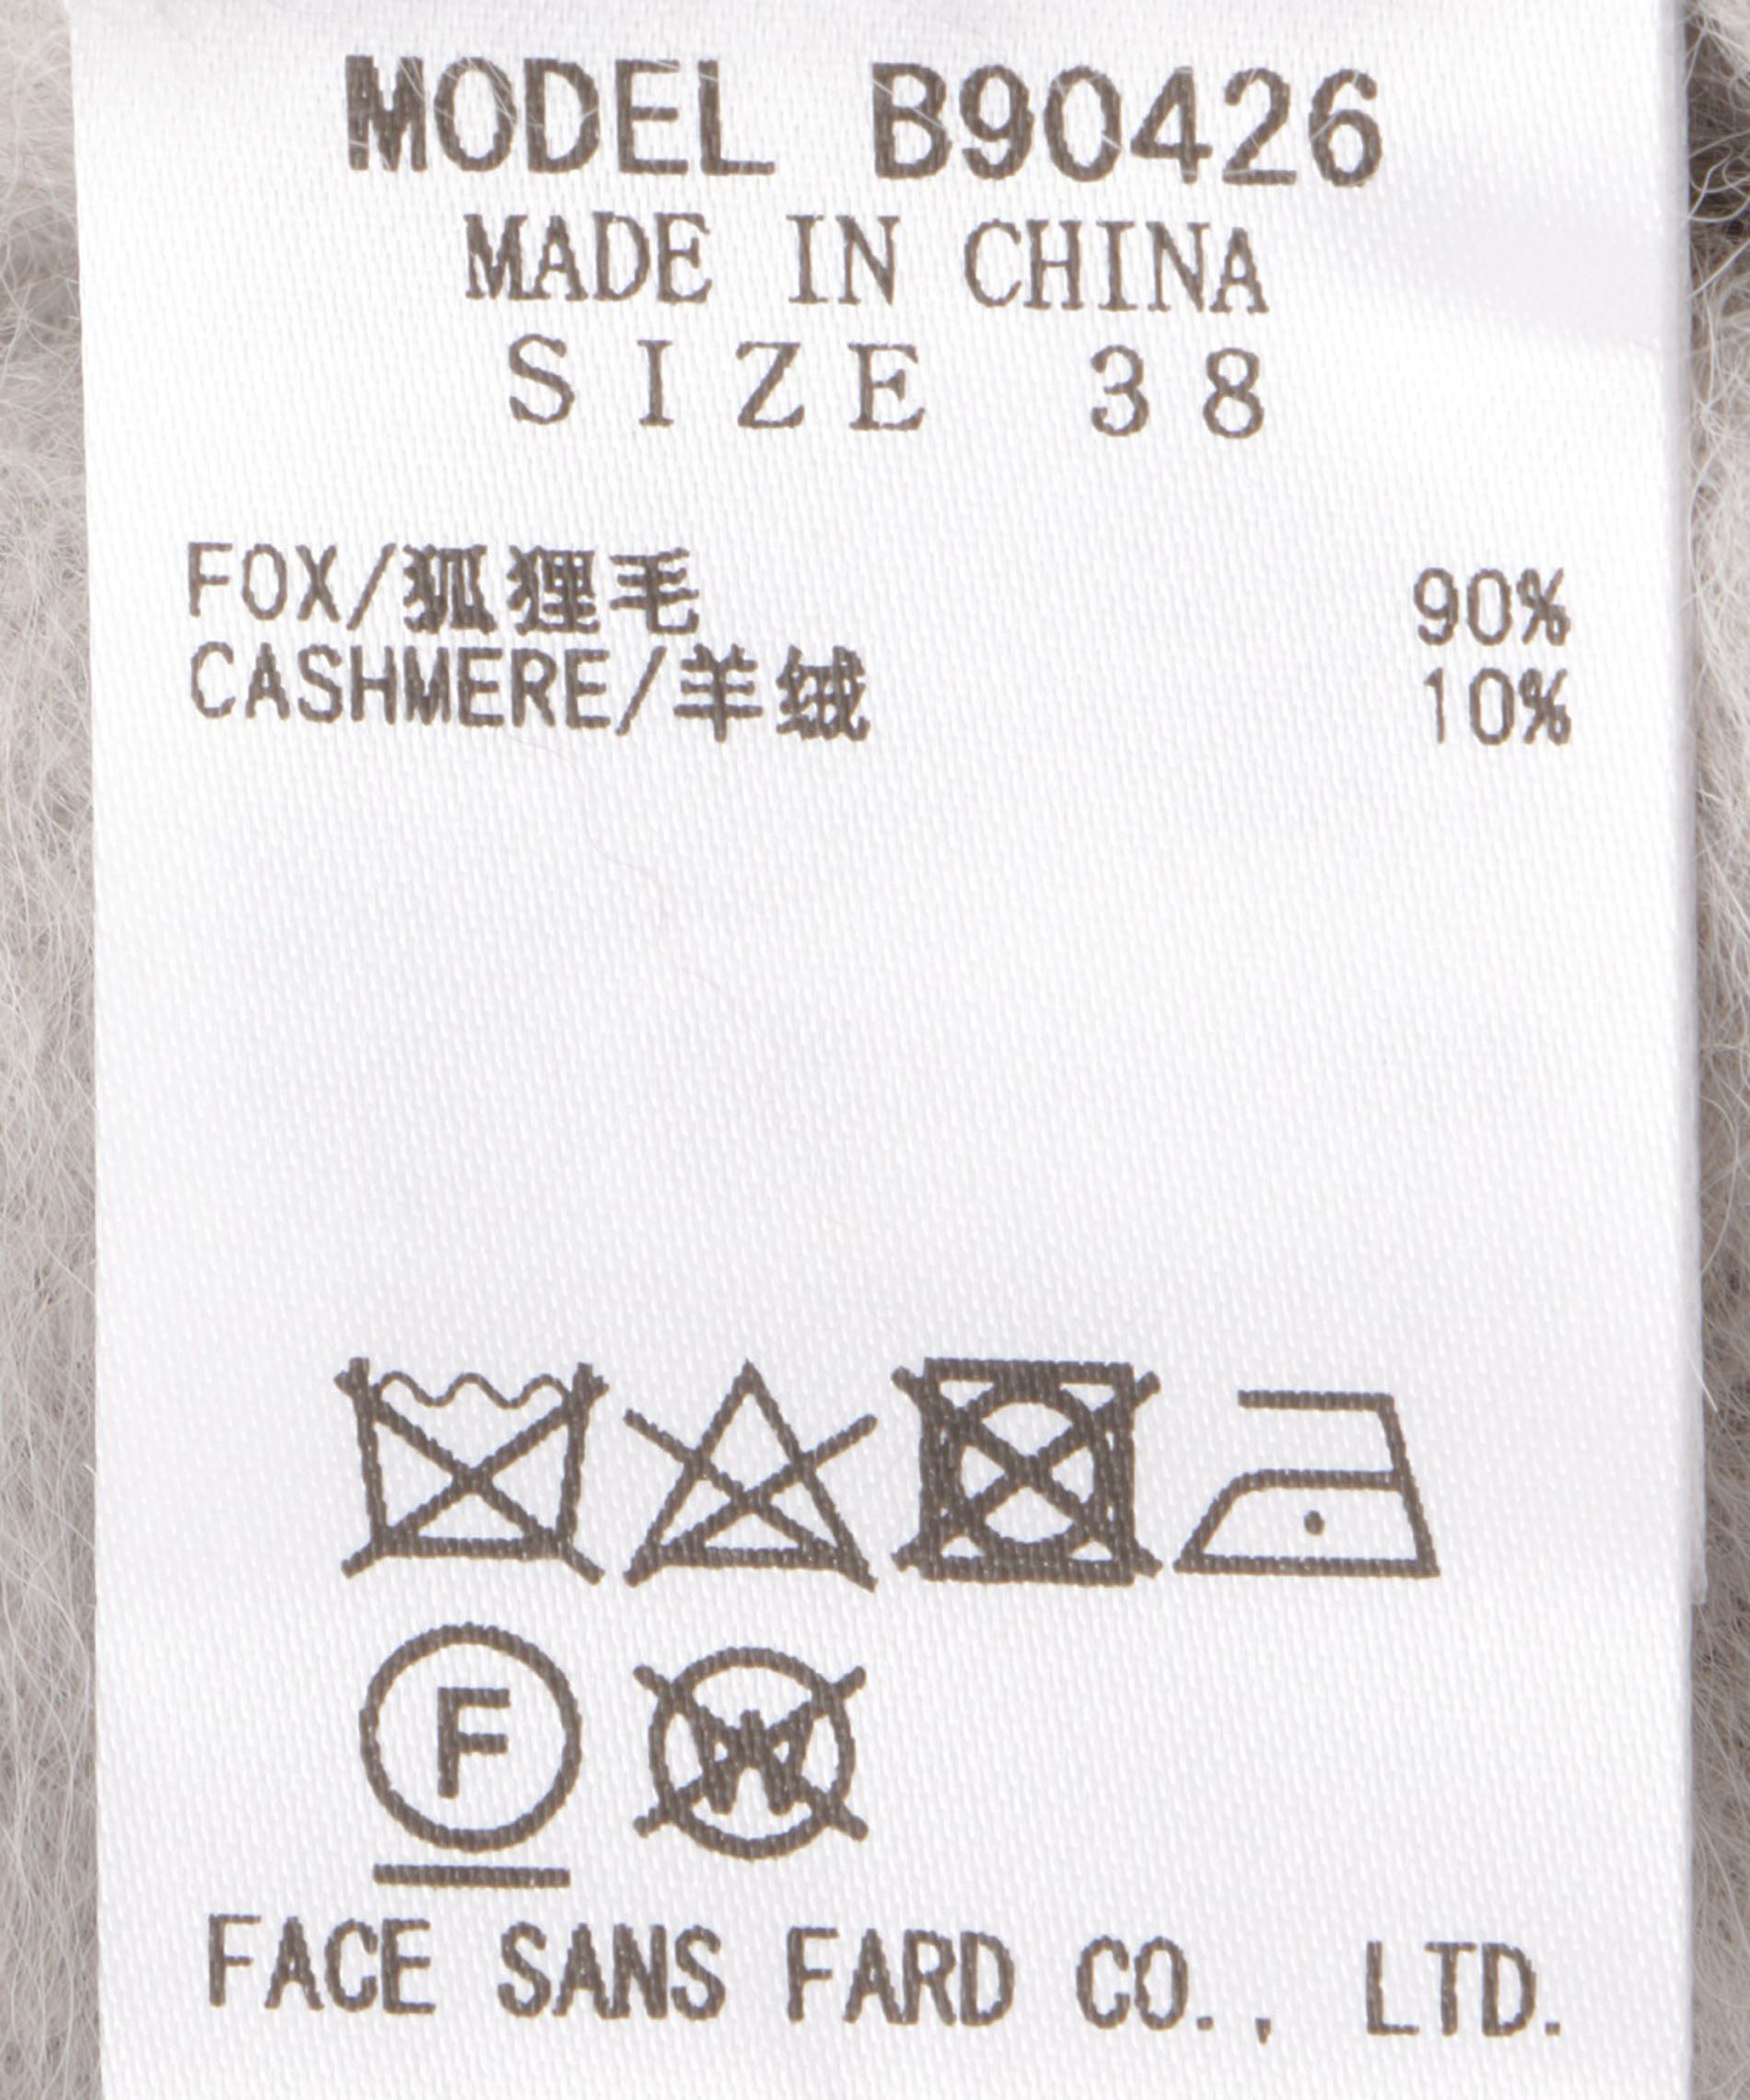 MODEL B90426
MADE IN CHINA
SIZE 38
FOX/狐狸毛 90%
CASHMERE/羊绒 10%
F W
FACE SANS FARD CO., LTD.